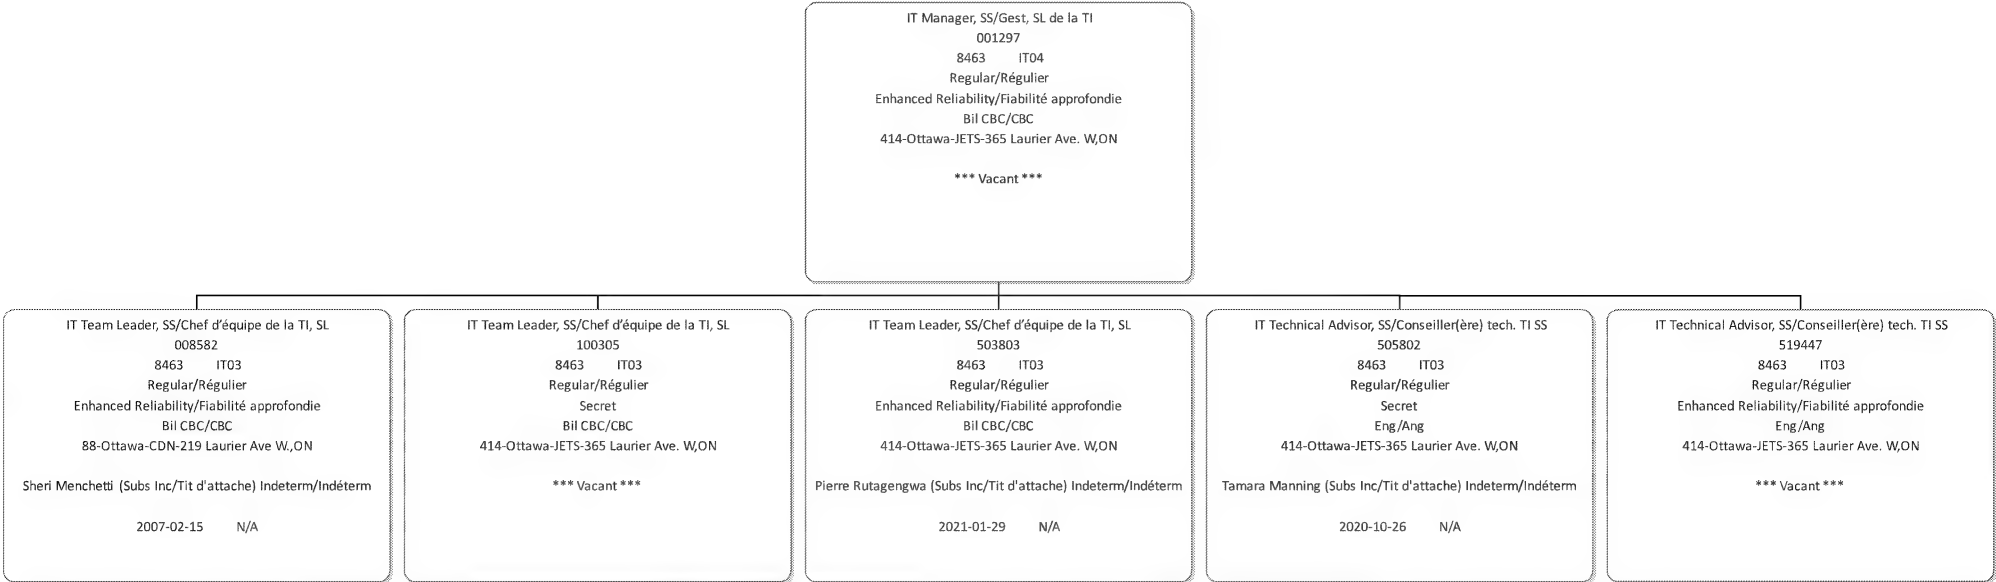 IT Manager, SS/Gest, SL de la TI
001297
8463 IT04
Regular/Régulier
Enhanced Reliability/Fiabilité approfondie
Bil CBC/CBC
414-Ottawa-JETS-365 Laurier Ave. W,ON
*** Vacant ***
IT Team Leader, SS/Chef d'équipe de la TI, SL
008582
8463 IT03
Regular/Régulier
Enhanced Reliability/Fiabilité approfondie
Bil CBC/CBC
88-Ottawa-CDN-219 Laurier Ave W.,ON
Sheri Menchetti (Subs Inc/Tit d'attache) Indeterm/Indéterm
2007-02-15 N/A
IT Team Leader, SS/Chef d'équipe de la TI, SL
100305
8463 IT03
Regular/Régulier
Secret
Bil CBC/CBC
414-Ottawa-JETS-365 Laurier Ave. W,ON
*** Vacant ***
IT Team Leader, SS/Chef d'équipe de la TI, SL
503803
8463 IT03
Regular/Régulier
Enhanced Reliability/Fiabilité approfondie
Bil CBC/CBC
414-Ottawa-JETS-365 Laurier Ave. W,ON
Pierre Rutagengwa (Subs Inc/Tit d'attache) Indeterm/Indéterm
2021-01-29 N/A
IT Technical Advisor, SS/Conseiller(ère) tech. TI SS
505802
8463 IT03
Regular/Régulier
Secret
Eng/Ang
414-Ottawa-JETS-365 Laurier Ave. W,ON
Tamara Manning (Subs Inc/Tit d'attache) Indeterm/Indéterm
2020-10-26 N/A
IT Technical Advisor, SS/Conseiller(ère) tech. TI SS
519447
8463 IT03
Regular/Régulier
Enhanced Reliability/Fiabilité approfondie
Eng/Ang
414-Ottawa-JETS-365 Laurier Ave. W,ON
*** Vacant ***